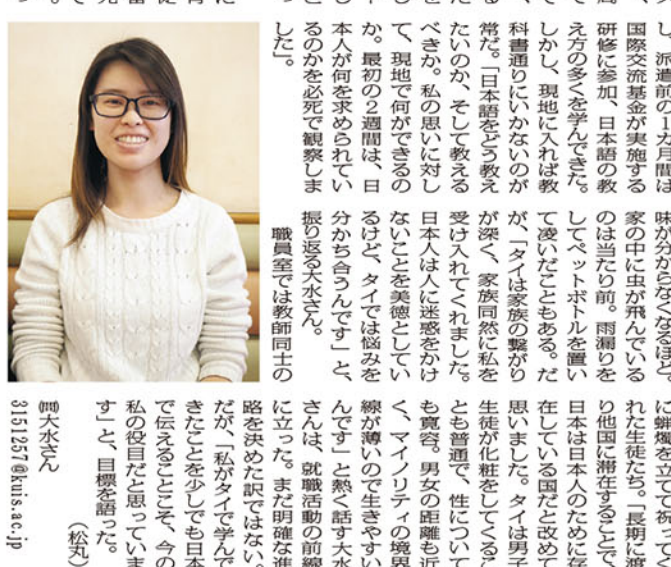 し、派遣前の1カ月間は
国際交流基金が実施する
研修に参加、日本語の教
え方の多くを学んできた。
しかし、現地に入れば教
科書通りにいかないのが
常だ。「日本語をどう教え
たいのか、そして教える
べきか。私の思いに対し
て、現地で何ができるの
か。最初の2週間は、日
本人が何を求められてい
るのかを必死で観察しま
した」。
味が分からなくなるほど、
家の中に虫が飛んでいる
のは当たり前。雨漏りを
してペットボトルを置い
て凌いだこともある。だ
が、「タイは家族の繋がり
が深く、家族同然に私を
受け入れてくれました。
日本人は人に迷惑をかけ
ないことを美徳としてい
るけど、タイでは悩みを
分かち合うんです」と、
振り返る大水さん。
職員室では教師同士の
に蝋燭を立てて祝ってく
れた生徒たち。「長期に渡
り他国に滞在することで、
日本は日本人のために存
在している国だと改めて
思いました。タイは男子
生徒が化粧をしてくるこ
とも普通で、性について
も寛容。男女の距離も近
く、マイノリティの境界
線が薄いので生きやすい
んです」と熱く話す大水
さんは、就職活動の前線
に立った。まだ明確な進
路を決めた訳ではない。
だが、「私がタイで学んで
きたことを少しでも日本
で伝えることこそ、今の
私の役目だと思っていま
す」と、目標を語った。
（松丸）
㉄大水さん
3151257@kuis.ac.jp